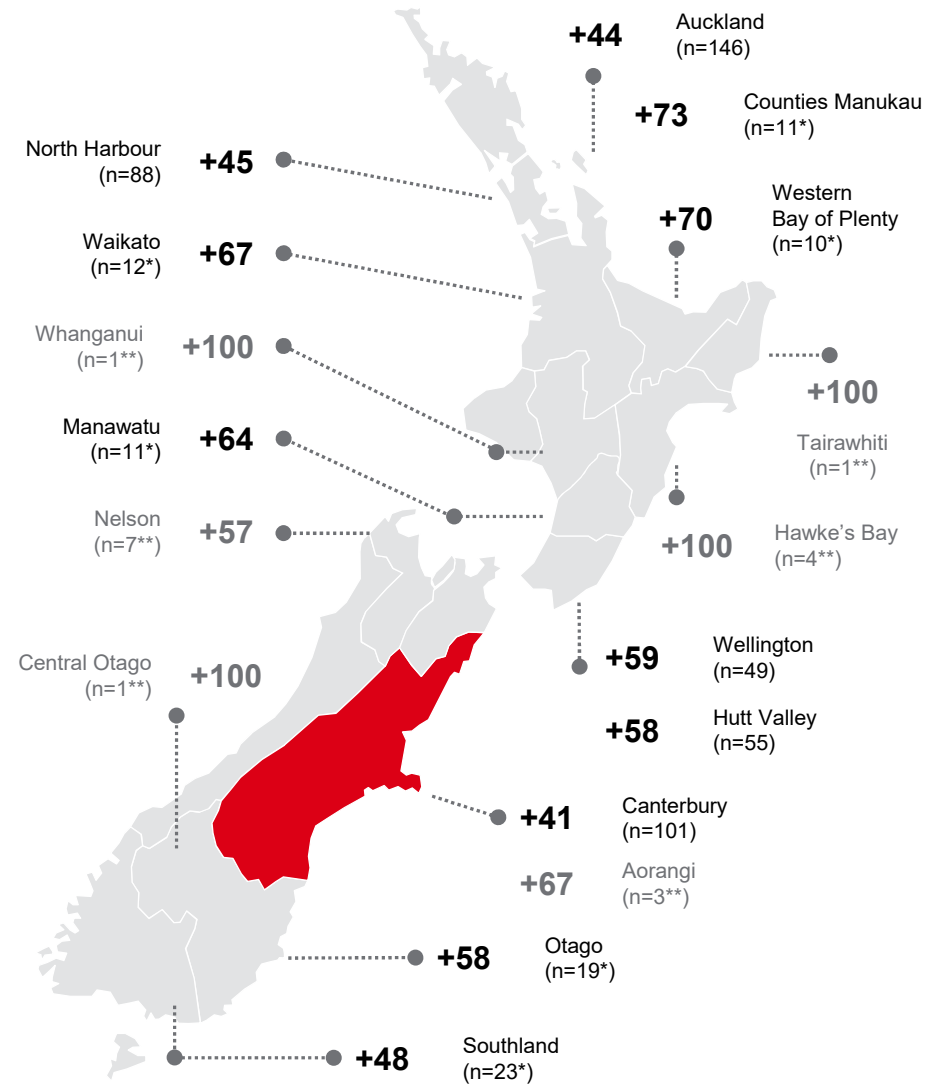 +44
Auckland
(n=146)
+73
Counties Manukau
(n=11*)
North Harbour
(n=88)
+45
Western
Bay of Plenty
(n=10*)
+70
Waikato
(n=12*)
+67
Whanganui
(n=1**)
+100
+100
Tairawhiti
(n=1**)
Manawatu
(n=11*)
+64
Nelson
(n=7**)
+57
+100
Hawke’s Bay
(n=4**)
Central Otago
(n=1**)
+100
+59
Wellington
(n=49)
+58
Hutt Valley
(n=55)
+41
Canterbury
(n=101)
+67
Aorangi
(n=3**)
+58
Otago
(n=19*)
+48
Southland
(n=23*)